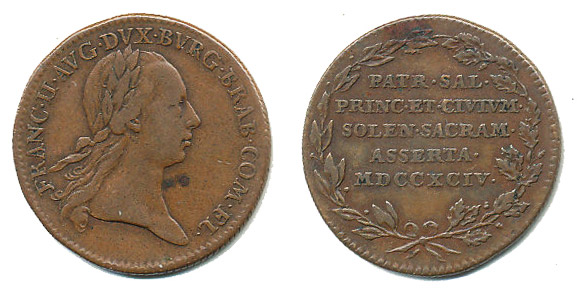 FRANC·II·AVG·DVX·BVRG·BRAB·COM·FL·
PATR·SAL·
PRINC·ET·CIVIVM·
SOLEN·SACRAM·
ASSERTA·
MDCCXCIV·